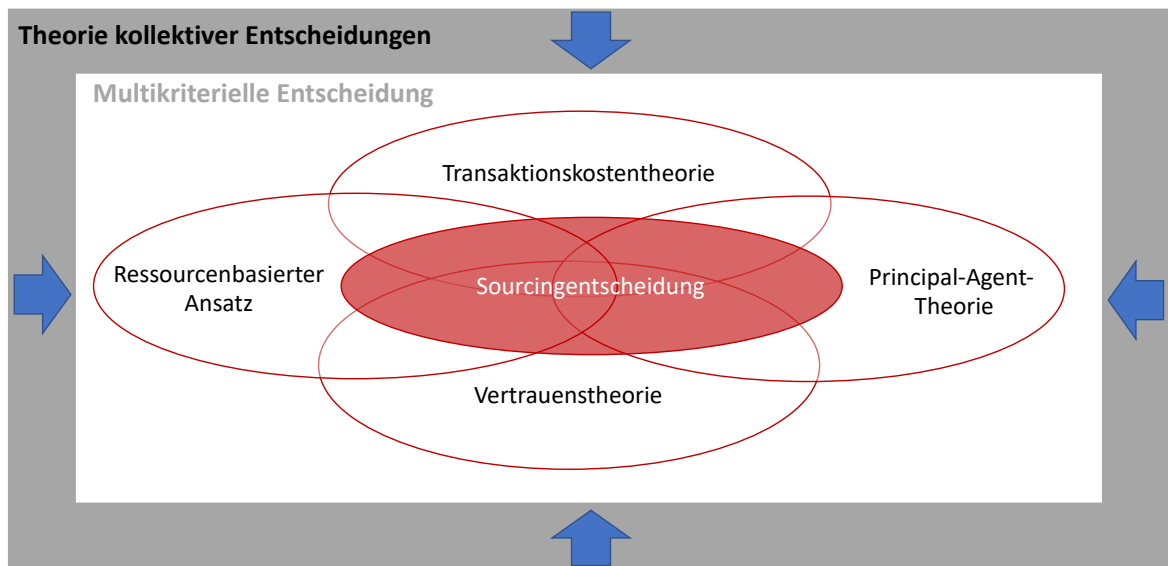 Theorie kollektiver Entscheidungen
Multikriterielle Entscheidung
Transaktionskostentheorie
Ressourcenbasierter
Ansatz
Sourcingentscheidung
Principal-Agent-
Theorie
Vertrauenstheorie